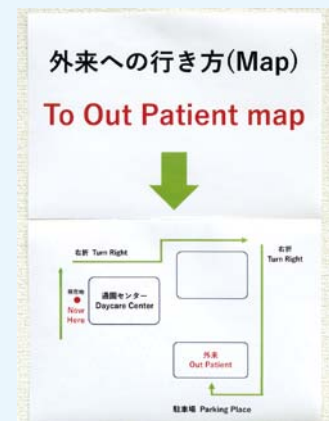 外来への行き方(Map)
To Out Patient map
右折 Turn Right
右折
Turn Right
現在地
Now
Here
通園センター
Daycare Center
外来
Out Patient
駐車場 Parking Place